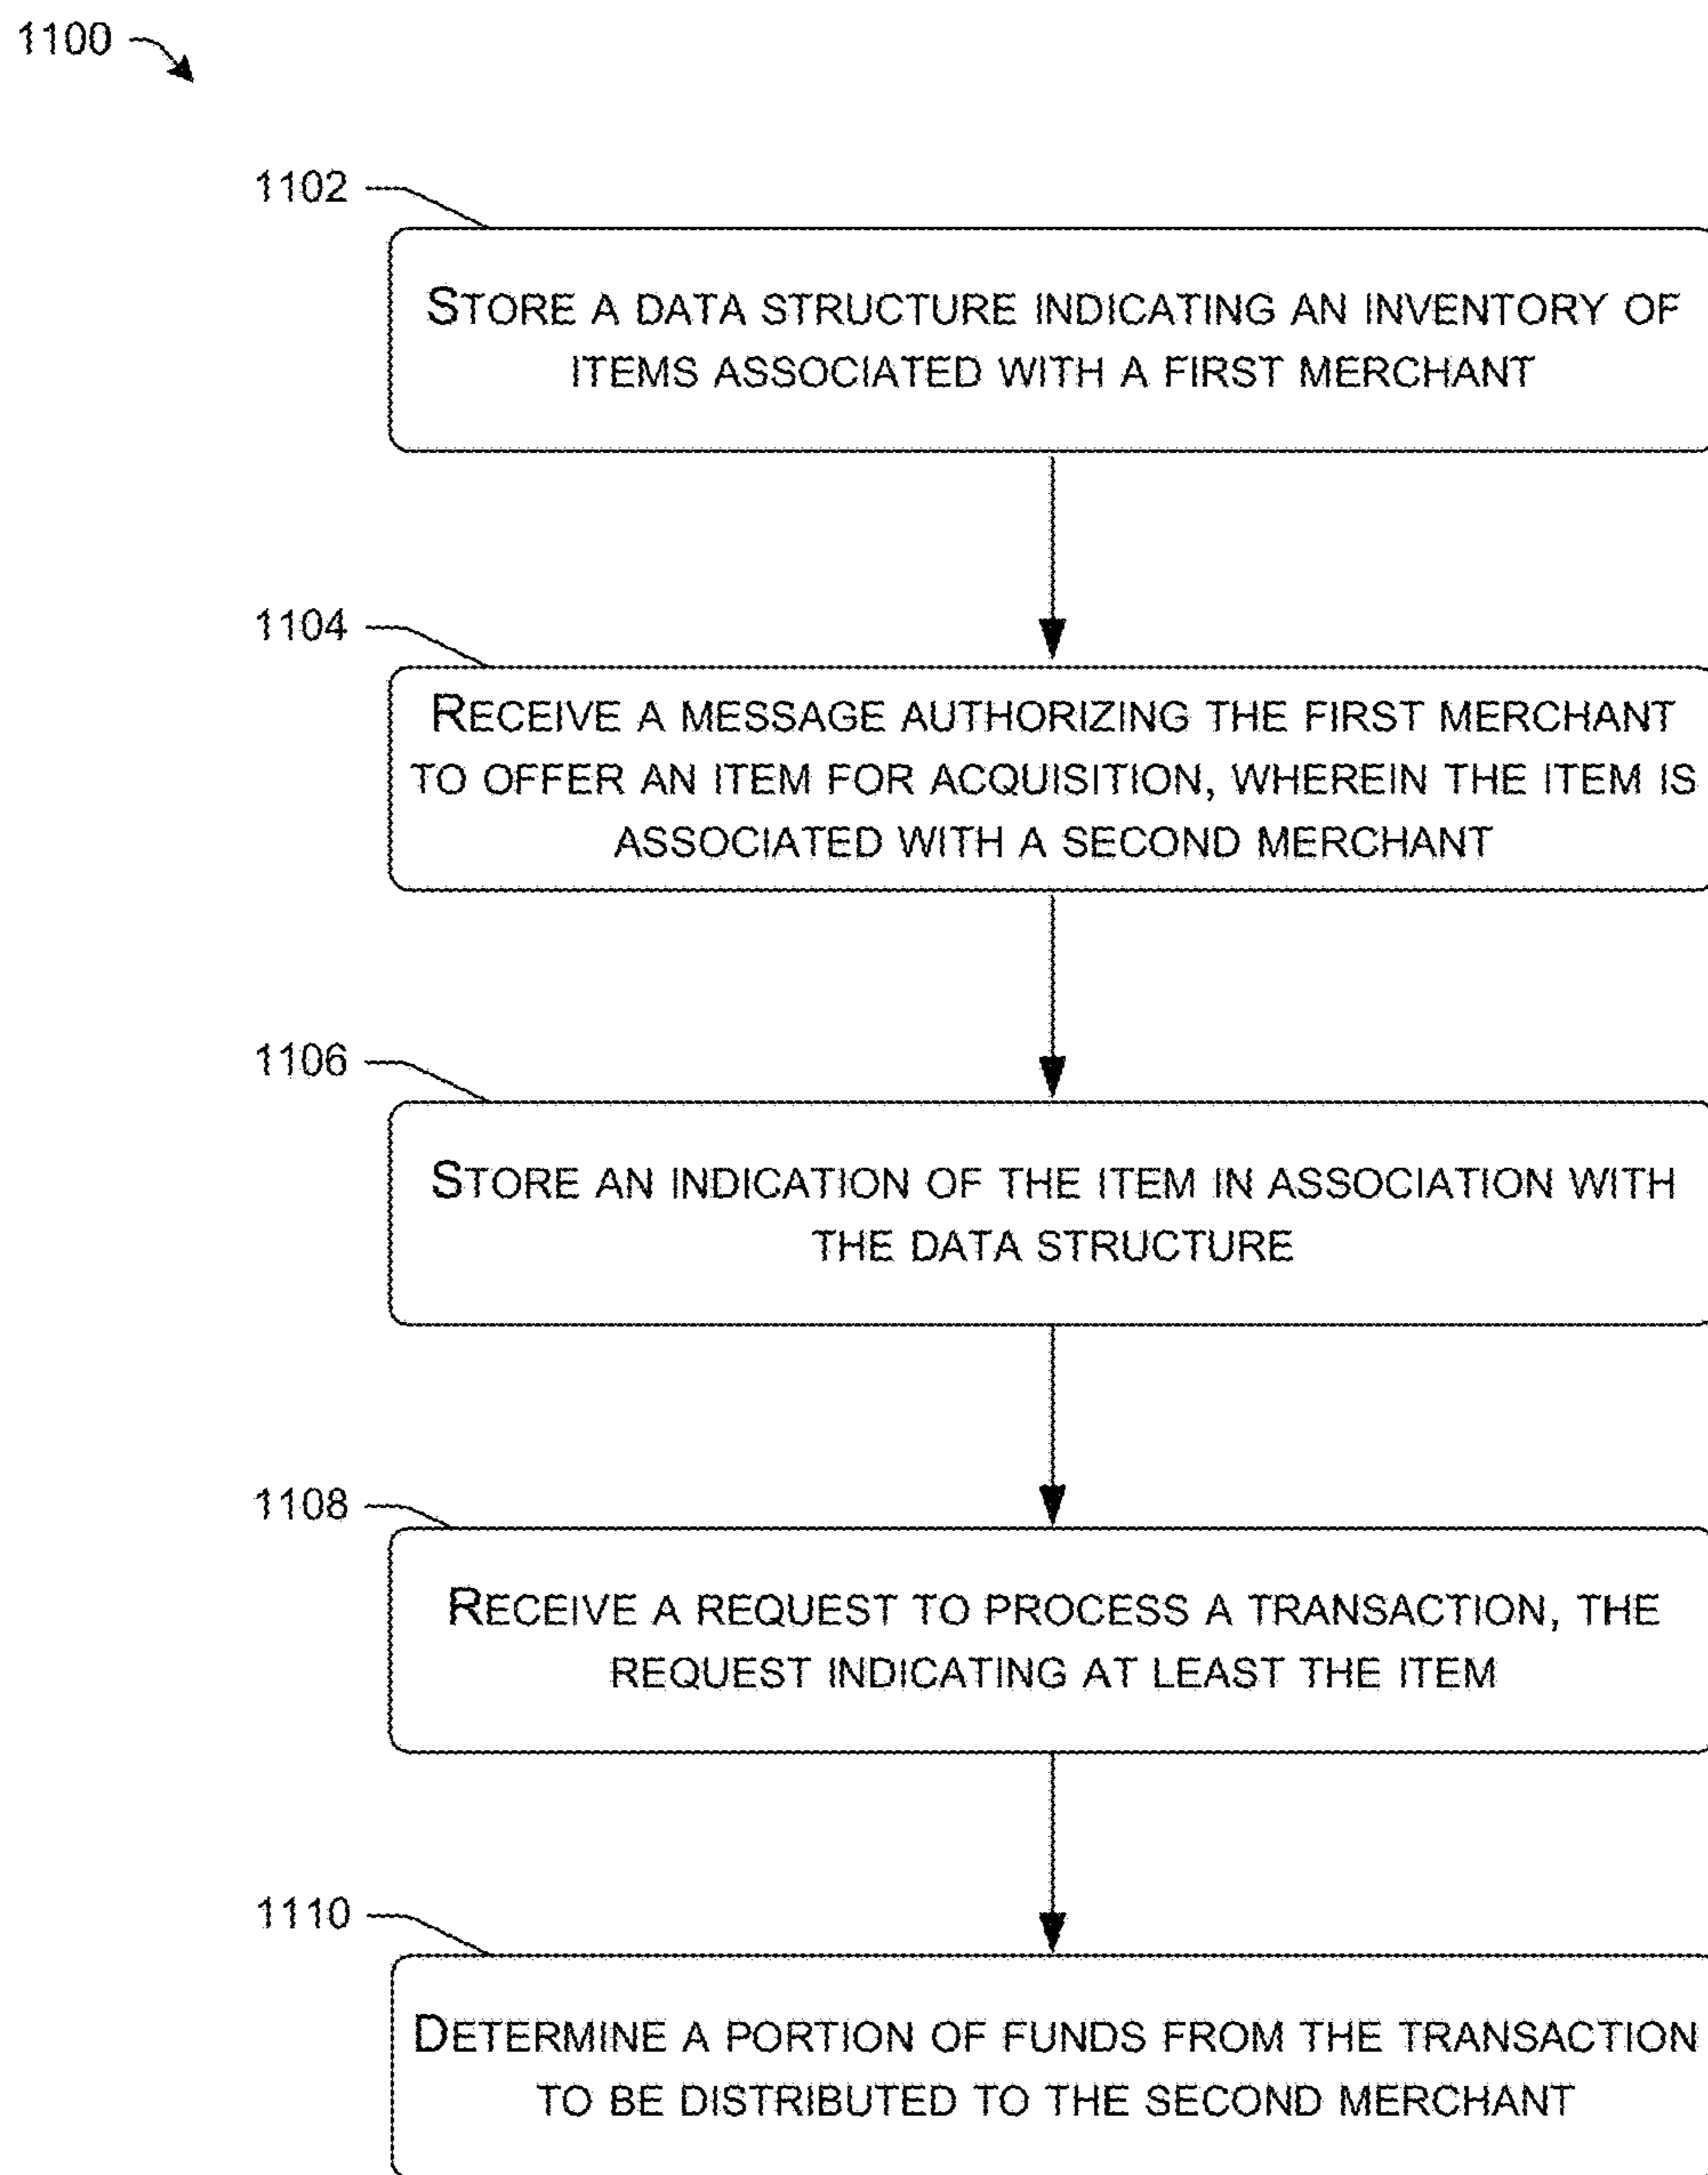 1100
1102
STORE A DATA STRUCTURE INDICATING AN INVENTORY OF
ITEMS ASSOCIATED WITH A FIRST MERCHANT
1104
RECEIVE A MESSAGE AUTHORIZING THE FIRST MERCHANT
TO OFFER AN ITEM FOR ACQUISITION, WHEREIN THE ITEM IS
ASSOCIATED WITH A SECOND MERCHANT
1106
STORE AN INDICATION OF THE ITEM IN ASSOCIATION WITH
THE DATA STRUCTURE
1108
RECEIVE A REQUEST TO PROCESS A TRANSACTION, THE
REQUEST INDICATING AT LEAST THE ITEM
1110
DETERMINE A PORTION OF FUNDS FROM THE TRANSACTION
TO BE DISTRIBUTED TO THE SECOND MERCHANT